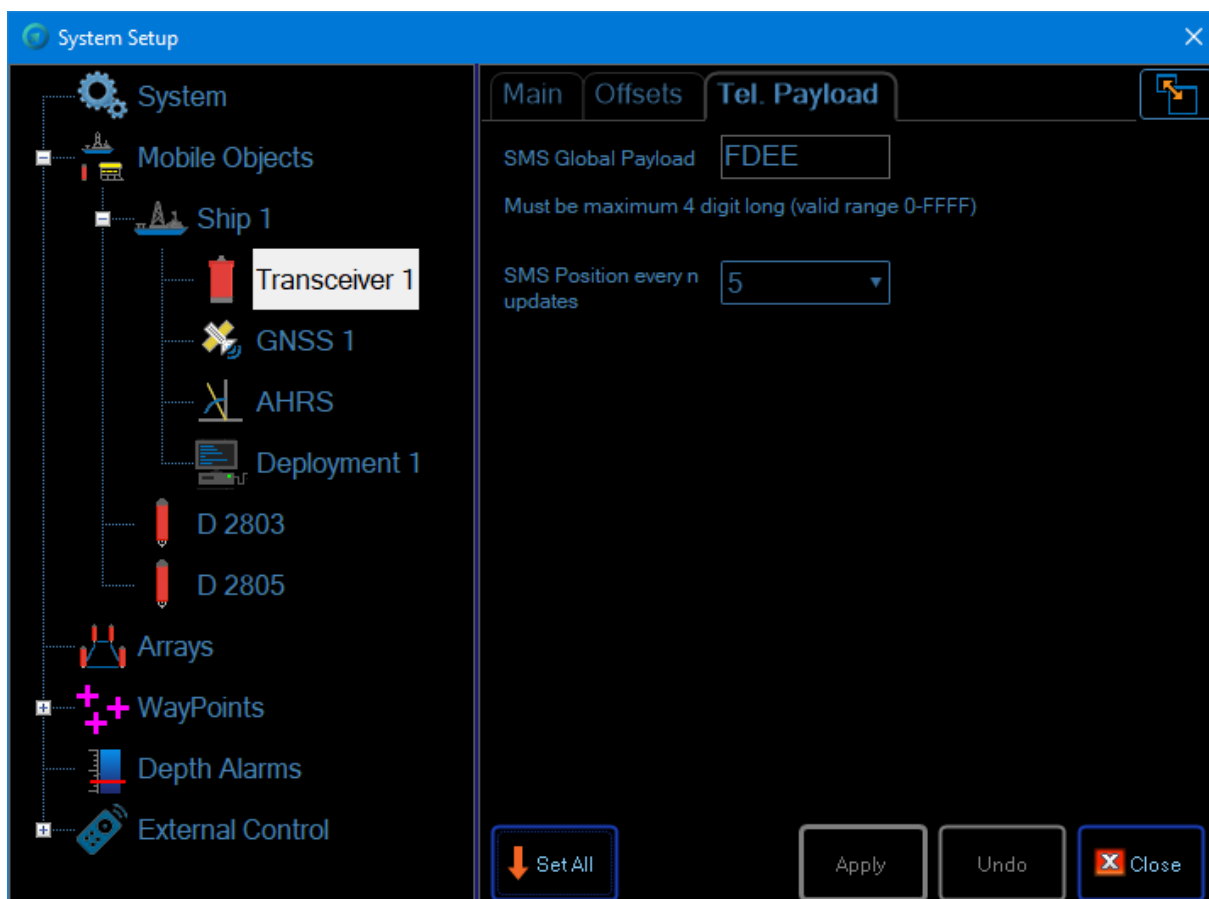 System Setup
System
Mobile Objects
Ship 1
Transceiver 1
GNSS 1
AHRS
Deployment 1
D 2803
D 2805
Arrays
WayPoints
Depth Alarms
External Control
Main Offsets Tel. Payload
SMS Global Payload FDEE
Must be maximum 4 digit long (valid range 0-FFFF)
SMS Position every n
updates
5
Set All Apply Undo Close